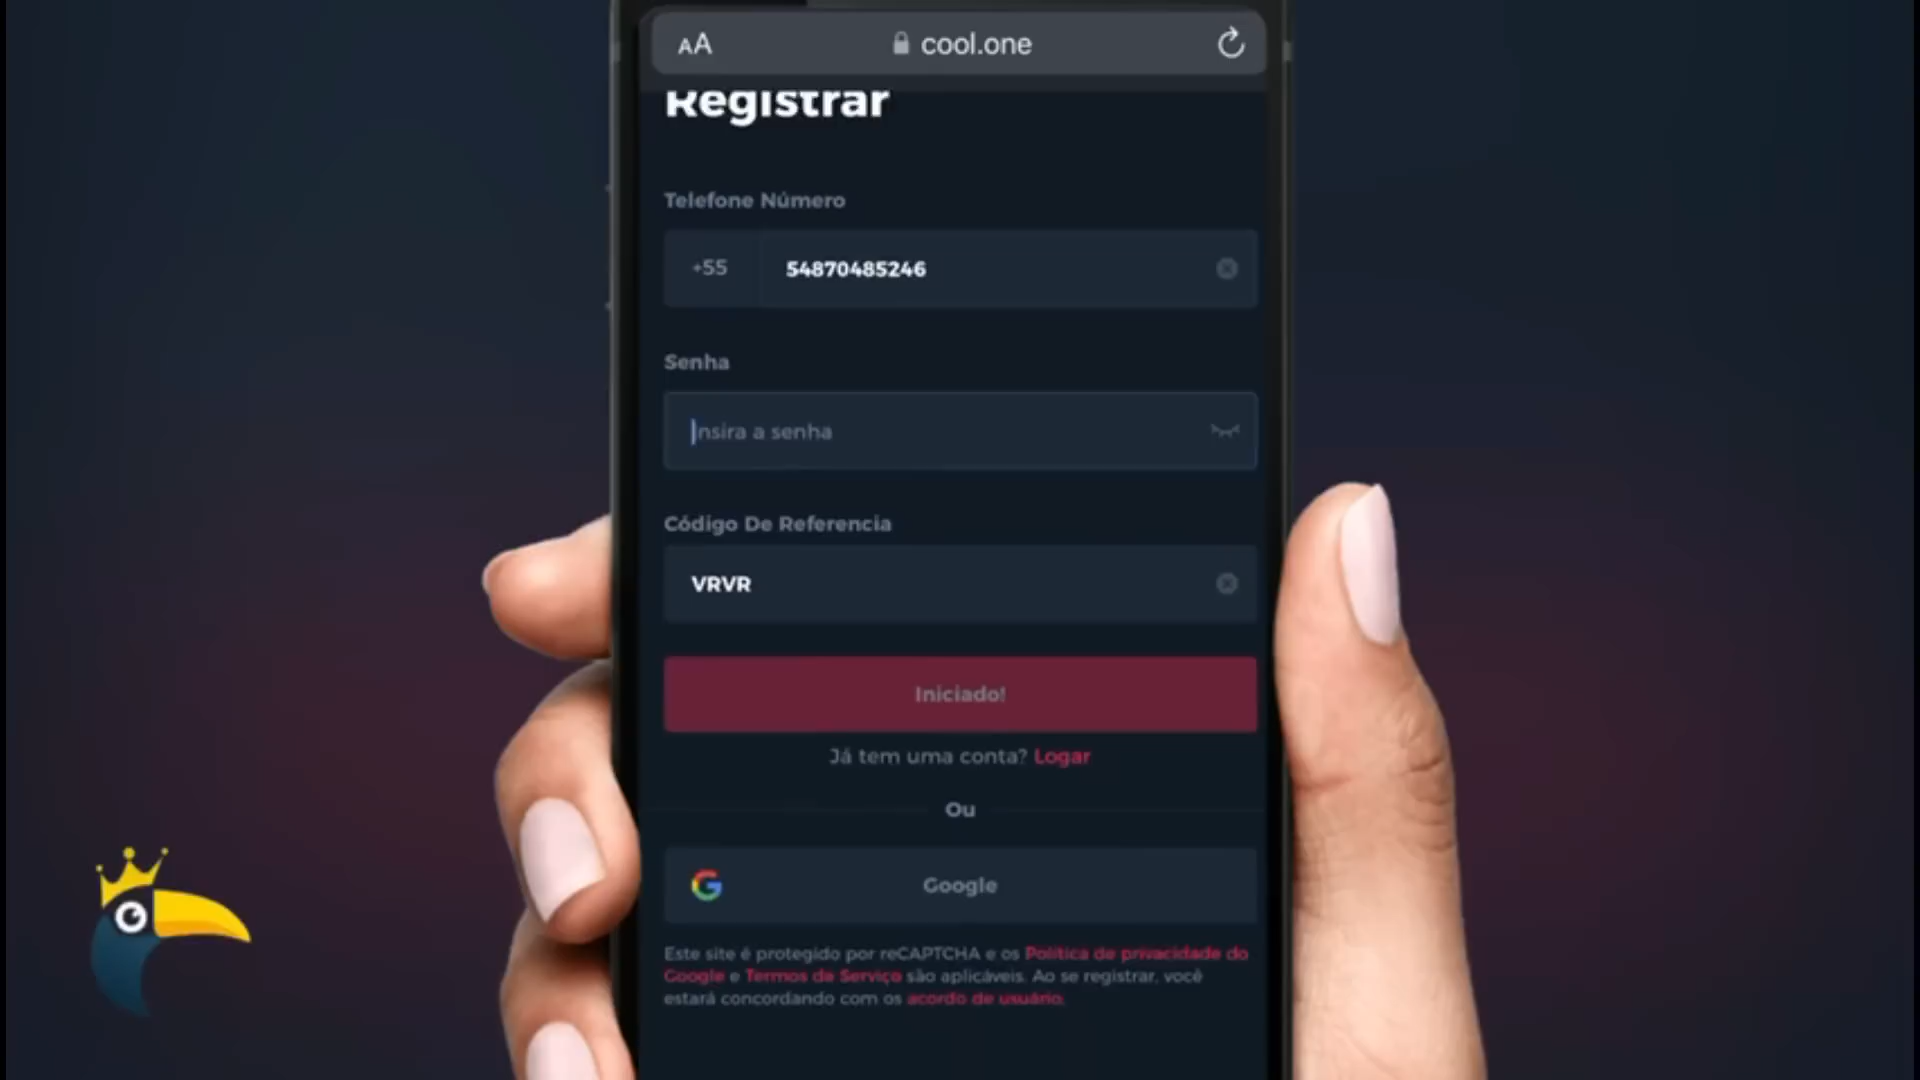 AA cool.one
Registrar
Telefone Número
+55 54870485246
Senha
Insira a senha
Código De Referencia
VRVR
Iniciado!
Já tem uma conta? Logar
Ou
Google
Este site é protegido por reCAPTCHA e os Política de privacidade do
Google e Termos de Serviço são aplicáveis. Ao se registrar, você
estará concordando com os acordo de usuário.